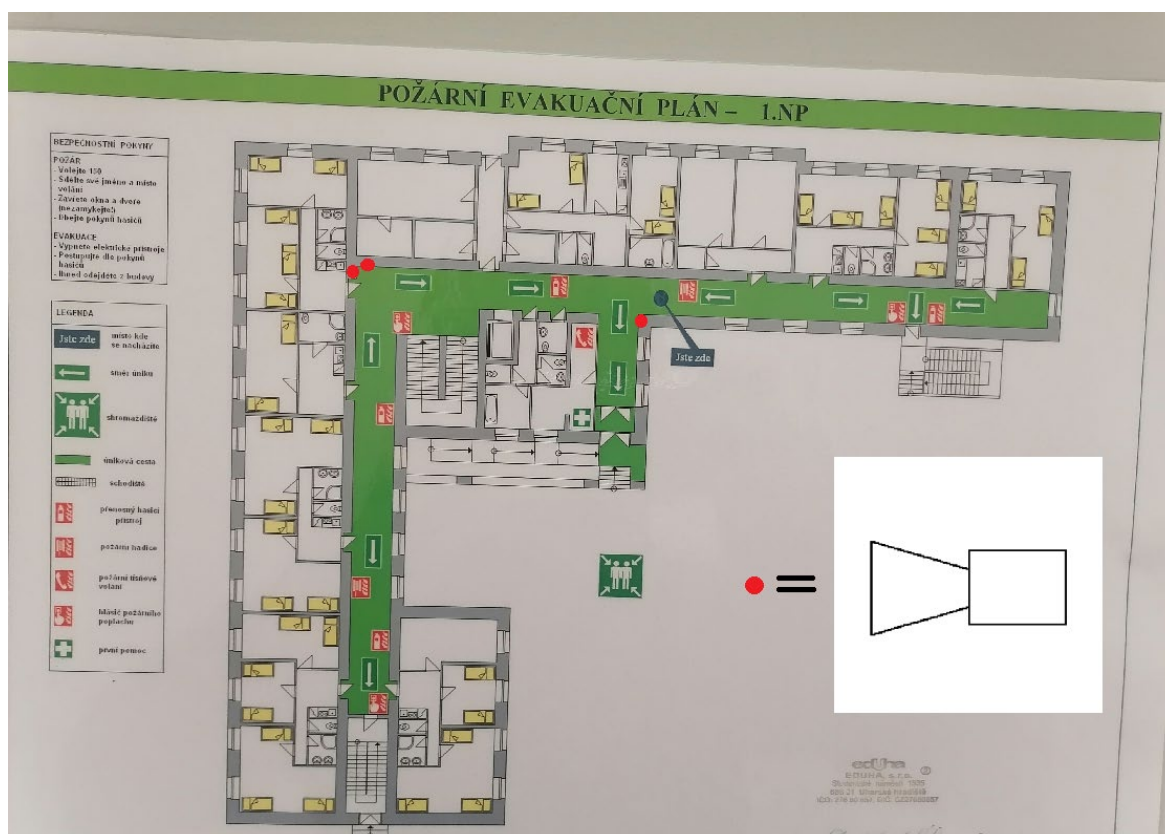 POŽÁRNÍ EVAKUAČNÍ PLÁN - 1.NP
BEZPEČNOSTNÍ POKYNY
POŽÁR
- Volejte 150
- Sdělte své jméno a místo
volání
- Zavřete okna a dveře
(nezamykejte!)
- Dbejte pokynů hasičů
EVAKUACE
- Vypnete elektrické přístroje
- Postupujte dle pokynů
hasičů
- Ihned odejděte z budovy
LEGENDA
Jste zde
místo kde
se nacházíte
směr úniku
shromaždiště
úniková cesta
schodiště
přenosný hasicí
přístroj
požární hadice
požární tísňové
volání
hlásič požárního
poplachu
první pomoc
Jste zde
=
eduha
EDUHA, s.r.o.